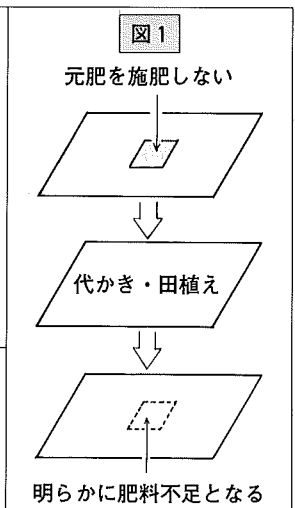 図1
元肥を施肥しない
代かき・田植え
明らかに肥料不足となる